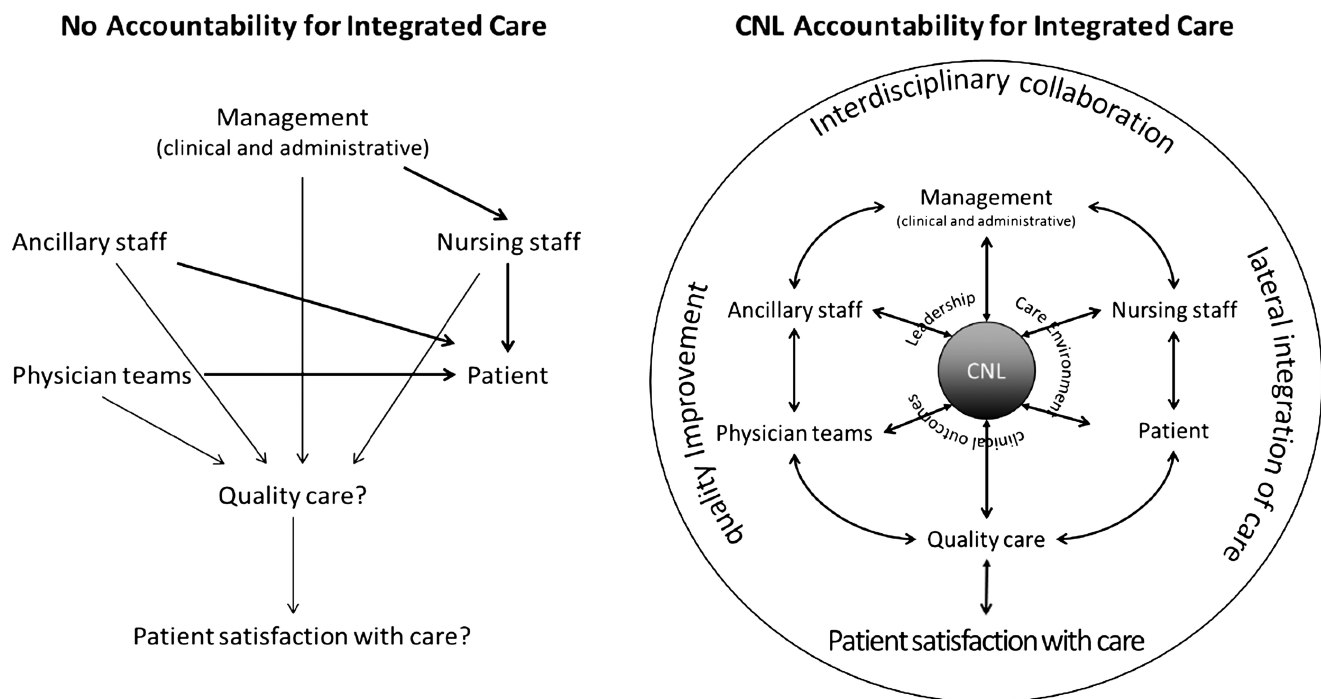 No Accountability for Integrated Care
Management
(clinical and administrative)
Ancillary staff
Nursing staff
Physician teams
Patient
Quality care?
Patient satisfaction with care?
CNL Accountability for Integrated Care
Interdisciplinary collaboration
quality Improvement
lateral integration of care
Management
(clinical and administrative)
Ancillary staff
Leadership
Care Environment
Nursing staff
CNL
Physician teams
clinical outcomes
Patient
Quality care
Patient satisfaction with care